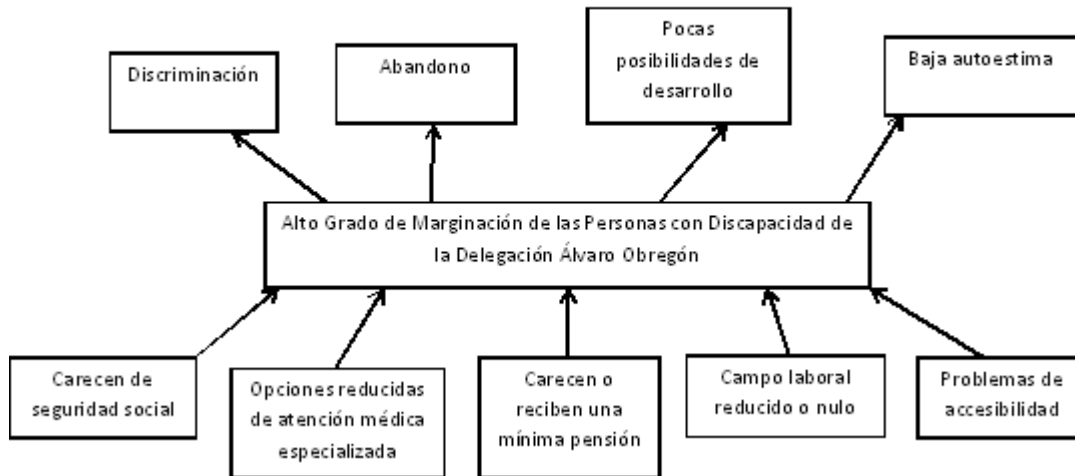 Discriminación
Abandono
Pocas
posibilidades de
desarrollo
Baja autoestima
Alto Grado de Marginación de las Personas con Discapacidad de
la Delegación Álvaro Obregón
Carecen de
seguridad social
Opciones reducidas
de atención médica
especializada
Carecen o
reciben una
mínima pensión
Campo laboral
reducido o nulo
Problemas de
accesibilidad